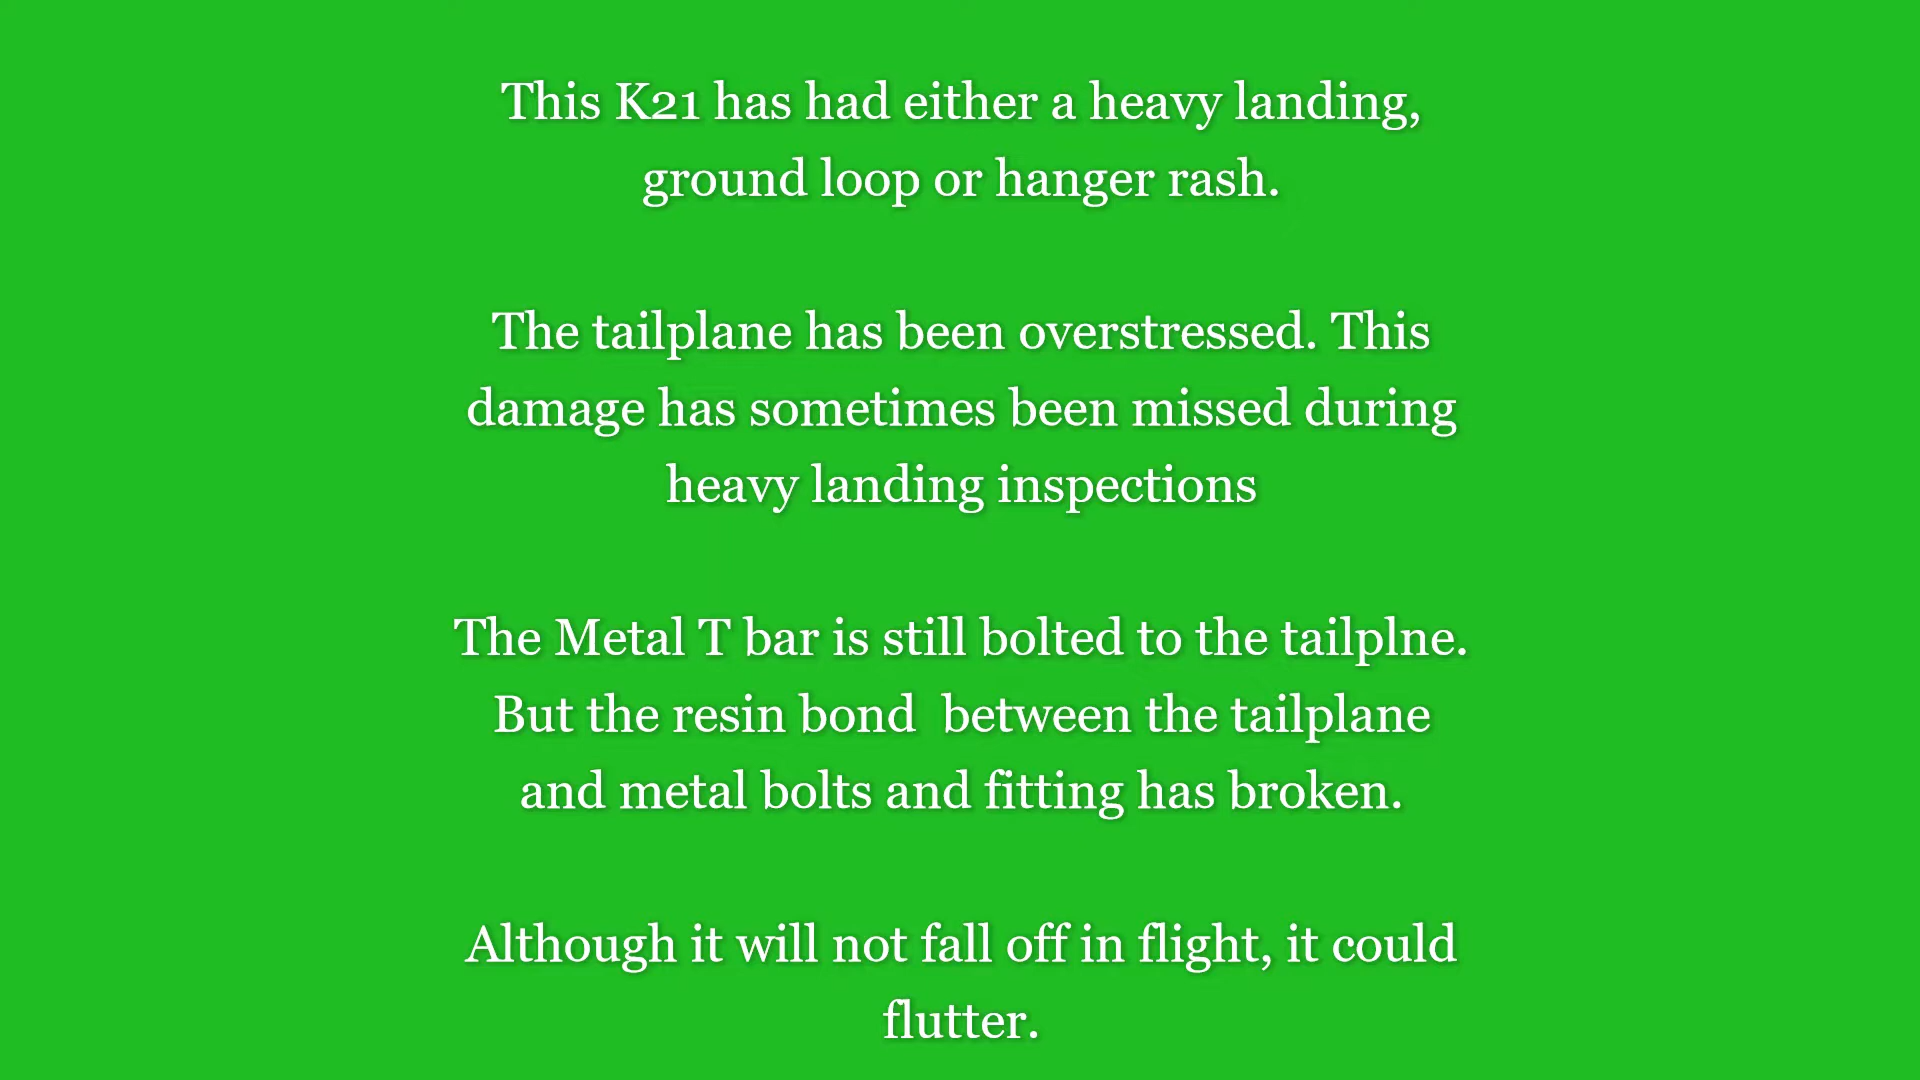 This K21 has had either a heavy landing,
ground loop or hanger rash.
The tailplane has been overstressed. This
damage has sometimes been missed during
heavy landing inspections
The Metal T bar is still bolted to the tailplne.
But the resin bond  between the tailplane
and metal bolts and fitting has broken.
Although it will not fall off in flight, it could
flutter.